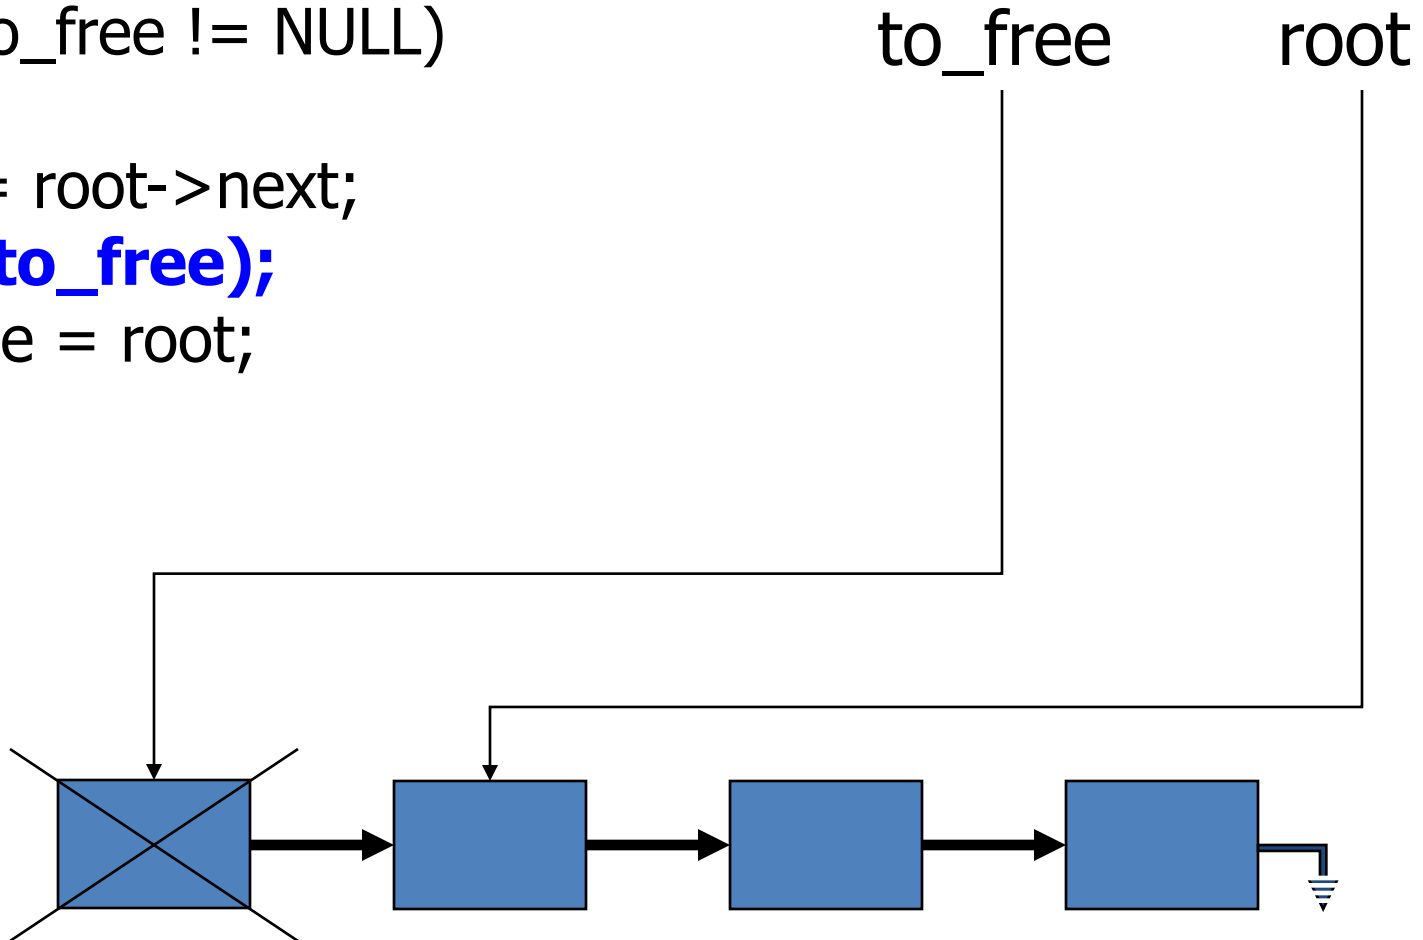 o_free != NULL)
to_free root
= root->next;
to_free);
e = root;